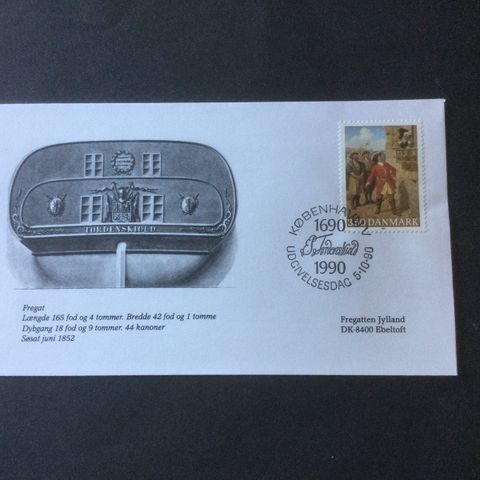 TORDENSKIOLD
Fregat
Længde 165 fod og 4 tommer. Bredde 42 fod og 1 tomme
Dybgang 18 fod og 9 tommer. 44 kanoner
Søsat juni 1852
DANMARK
1690
1990
UDGIVELSESDAG 5-10-90
Fregatten Jylland
DK-8400 Ebeltoft